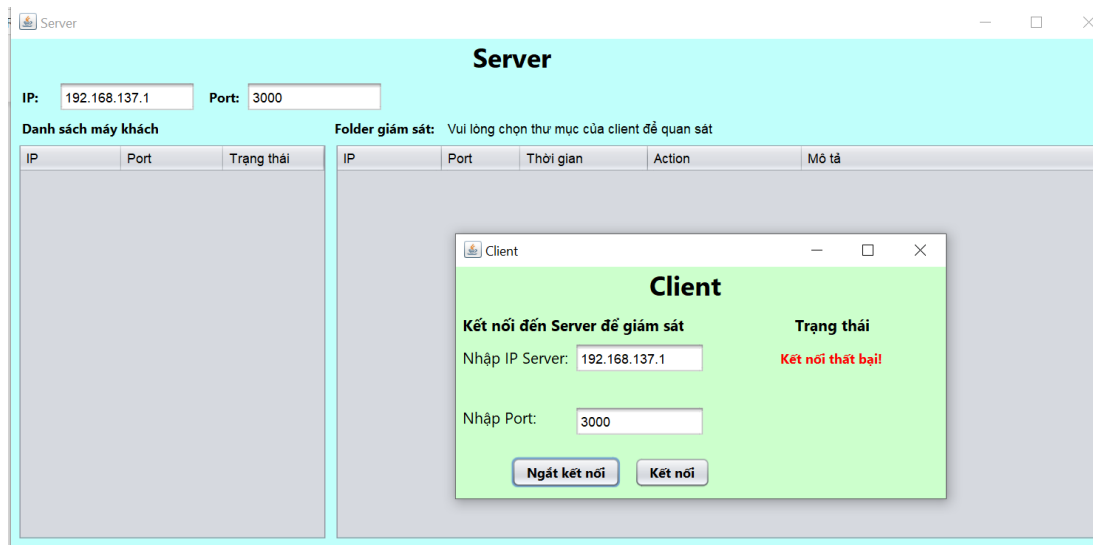 Server
Server
IP: 192.168.137.1 Port: 3000
Danh sách máy khách Folder giám sát: Vui lòng chọn thư mục của client để quan sát
IP Port Trạng thái IP Port Thời gian Action Mô tả
Client
Client
Kết nối đến Server để giám sát Trạng thái
Nhập IP Server: 192.168.137.1 Kết nối thất bại!
Nhập Port: 3000
Ngắt kết nối Kết nối